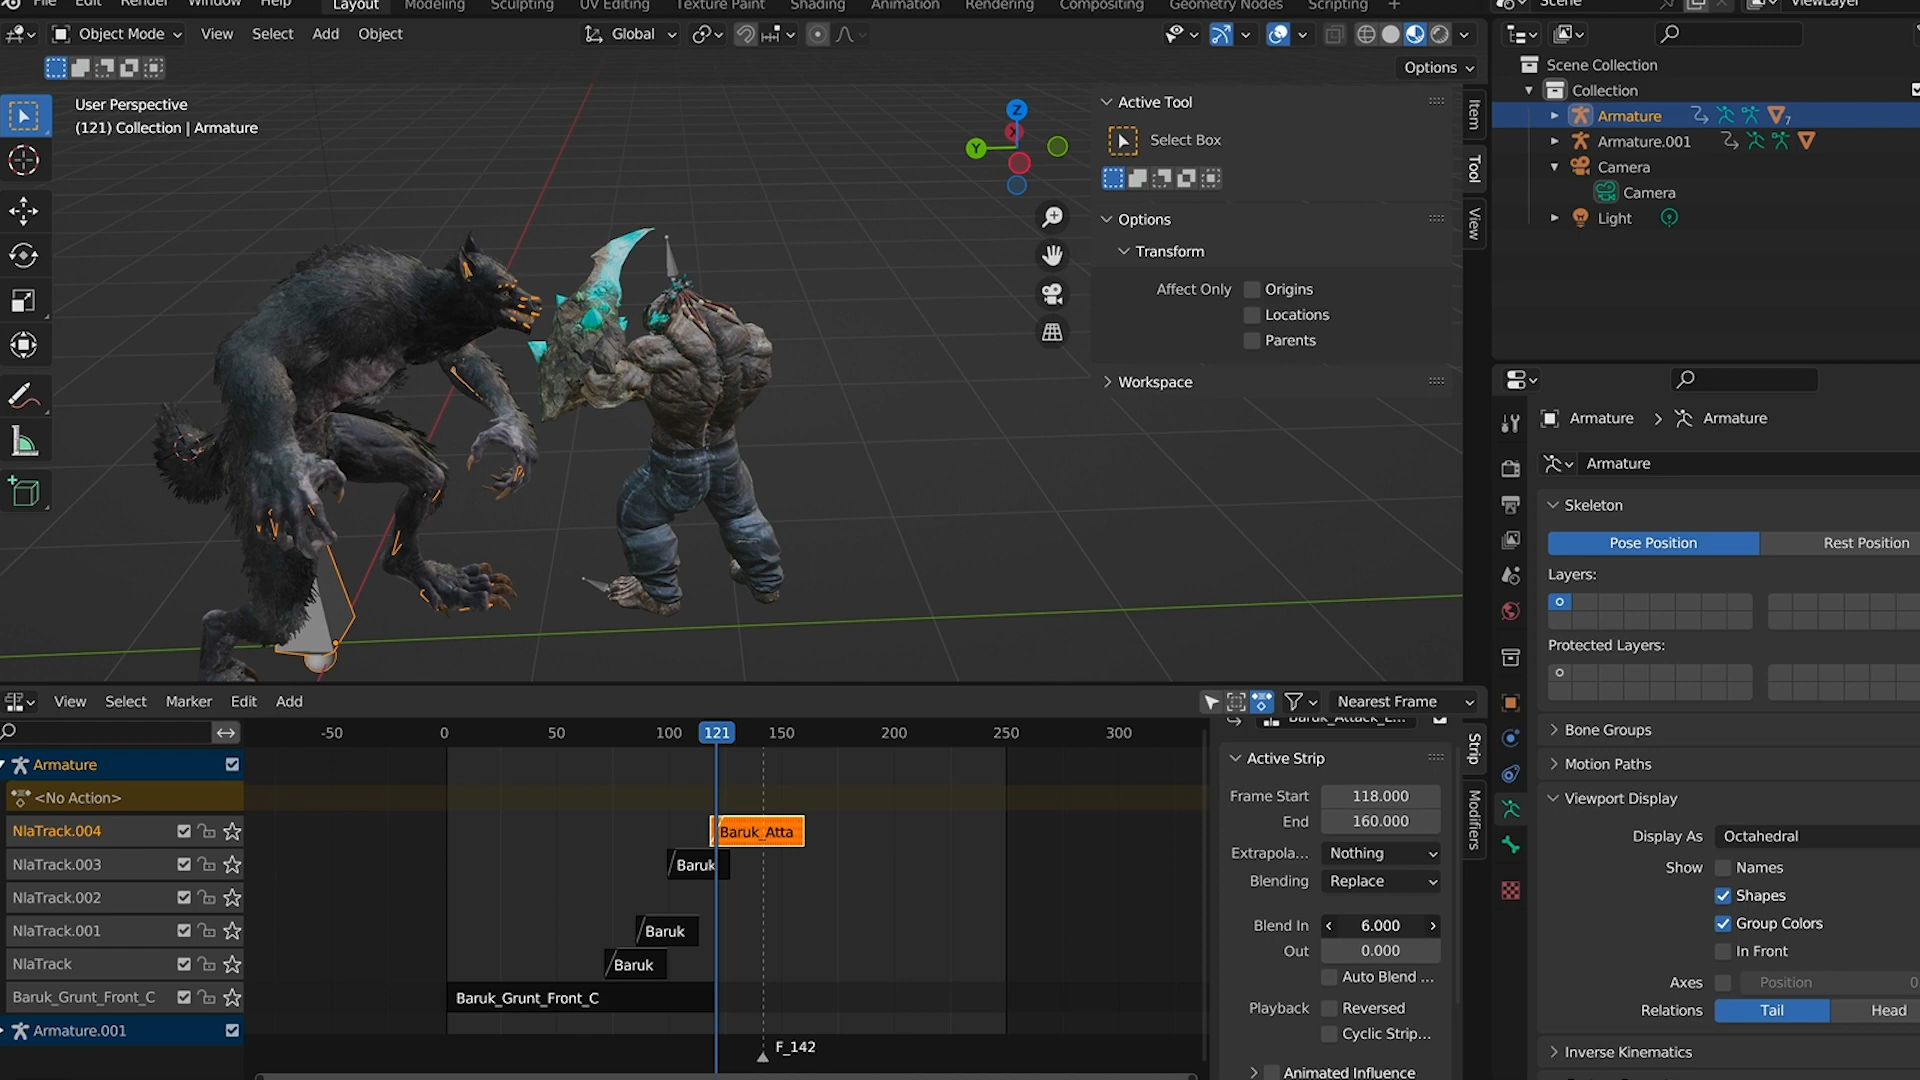 File Edit Render Window Help Layout Modeling Sculpting UV Editing Texture Paint Shading Animation Rendering Compositing Geometry Nodes Scripting + Scene ViewLayer
Object Mode View Select Add Object Global
Options
User Perspective
(121) Collection | Armature
Z
X
Y
Active Tool
Select Box
Options
Transform
Affect Only Origins
Locations
Parents
Workspace
Item
Tool
View
Scene Collection
Collection
Armature 7
Armature.001
Camera
Camera
Light
Armature > Armature
Armature
Skeleton
Pose Position Rest Position
Layers:
Protected Layers:
Bone Groups
Motion Paths
Viewport Display
Display As Octahedral
Show Names
Shapes
Group Colors
In Front
Axes Position 0
Relations Tail Head
Inverse Kinematics
View Select Marker Edit Add Nearest Frame
-50 0 50 100 121 150 200 250 300
Armature
<No Action>
NlaTrack.004 Baruk_Atta
NlaTrack.003 Baruk
NlaTrack.002
NlaTrack.001 Baruk
NlaTrack Baruk
Baruk_Grunt_Front_C Baruk_Grunt_Front_C
Armature.001
F_142
Baruk_Attack_L...
Active Strip
Frame Start 118.000
End 160.000
Extrapola... Nothing
Blending Replace
Blend In 6.000
Out 0.000
Auto Blend ...
Playback Reversed
Cyclic Strip...
Animated Influence
Strip
Modifiers